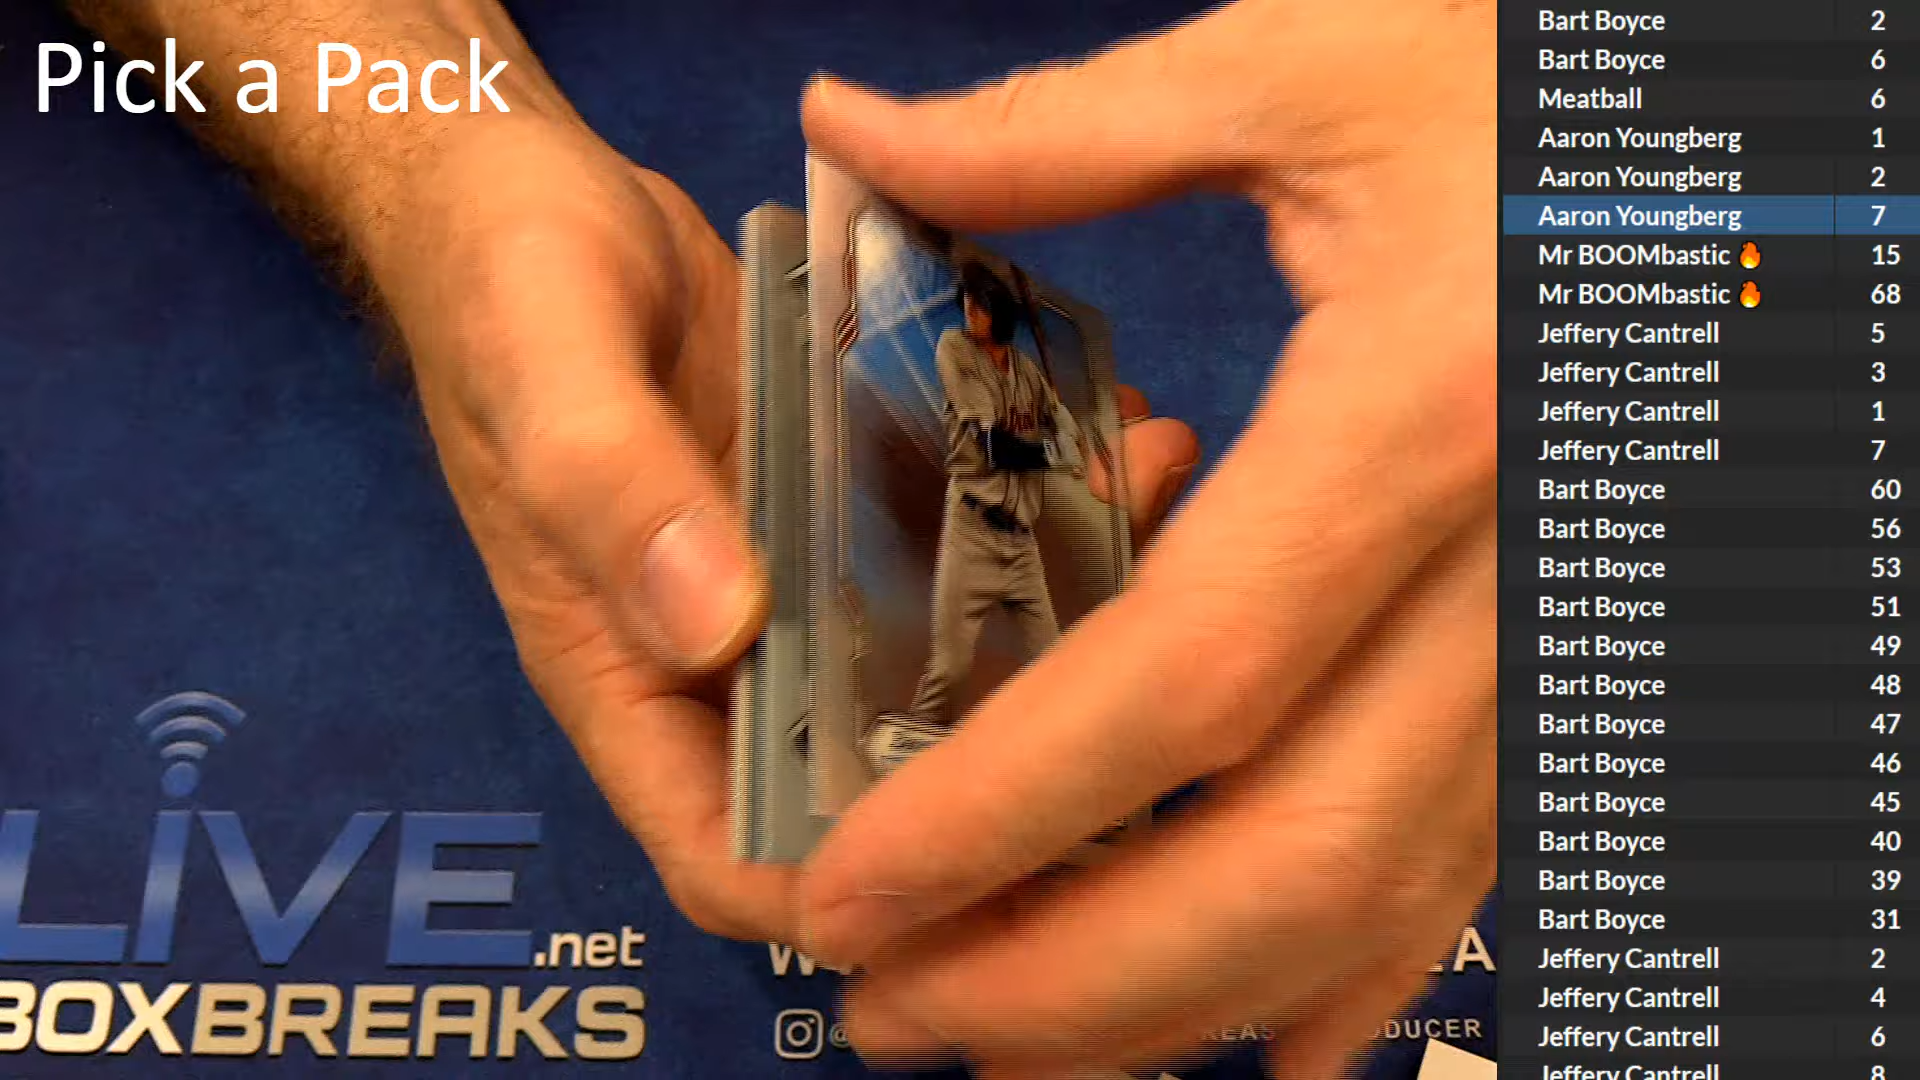 Pick a Pack
LiVE.net
BOXBREAKS
Bart Boyce 2
Bart Boyce 6
Meatball 6
Aaron Youngberg 1
Aaron Youngberg 2
Aaron Youngberg 7
Mr BOOMbastic 🔥 15
Mr BOOMbastic 🔥 68
Jeffery Cantrell 5
Jeffery Cantrell 3
Jeffery Cantrell 1
Jeffery Cantrell 7
Bart Boyce 60
Bart Boyce 56
Bart Boyce 53
Bart Boyce 51
Bart Boyce 49
Bart Boyce 48
Bart Boyce 47
Bart Boyce 46
Bart Boyce 45
Bart Boyce 40
Bart Boyce 39
Bart Boyce 31
Jeffery Cantrell 2
Jeffery Cantrell 4
Jeffery Cantrell 6
Jeffery Cantrell 8